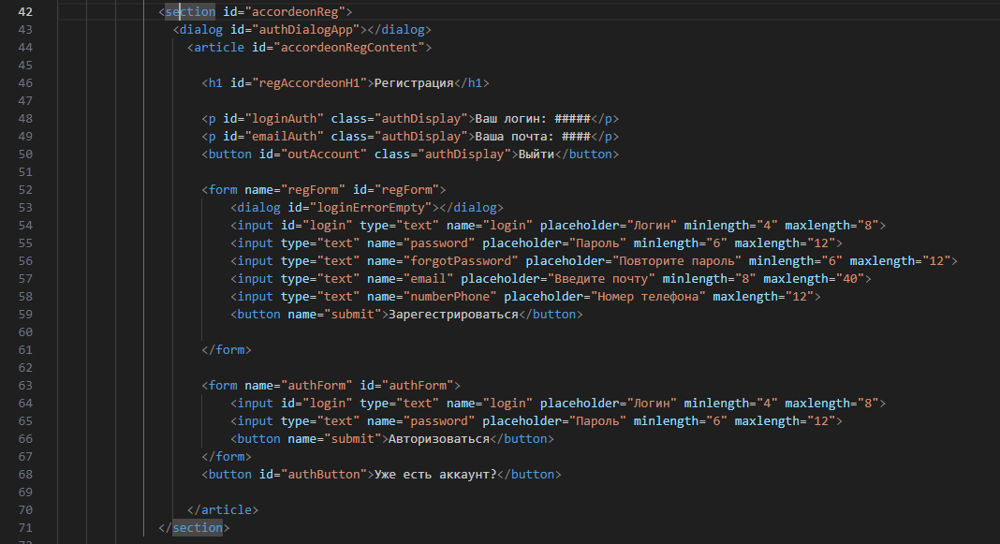 42 <section id="accordeonReg">
43 <dialog id="authDialogApp"></dialog>
44 <article id="accordeonRegContent">
45
46 <h1 id="regAccordeonH1">Регистрация</h1>
47
48 <p id="loginAuth" class="authDisplay">Ваш логин: #####</p>
49 <p id="emailAuth" class="authDisplay">Ваша почта: ####</p>
50 <button id="outAccount" class="authDisplay">Выйти</button>
51
52 <form name="regForm" id="regForm">
53 <dialog id="loginErrorEmpty"></dialog>
54 <input id="login" type="text" name="login" placeholder="Логин" minlength="4" maxlength="8">
55 <input type="text" name="password" placeholder="Пароль" minlength="6" maxlength="12">
56 <input type="text" name="forgotPassword" placeholder="Повторите пароль" minlength="6" maxlength="12">
57 <input type="text" name="email" placeholder="Введите почту" minlength="8" maxlength="40">
58 <input type="text" name="numberPhone" placeholder="Номер телефона" maxlength="12">
59 <button name="submit">Зарегестрироваться</button>
60
61 </form>
62
63 <form name="authForm" id="authForm">
64 <input id="login" type="text" name="login" placeholder="Логин" minlength="4" maxlength="8">
65 <input type="text" name="password" placeholder="Пароль" minlength="6" maxlength="12">
66 <button name="submit">Авторизоваться</button>
67 </form>
68 <button id="authButton">Уже есть аккаунт?</button>
69
70 </article>
71 </section>